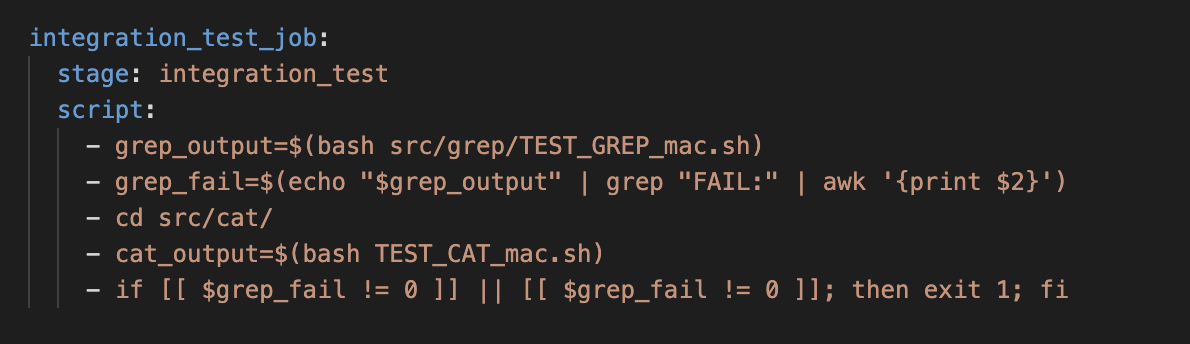 integration_test_job:
  stage: integration_test
  script:
    - grep_output=$(bash src/grep/TEST_GREP_mac.sh)
    - grep_fail=$(echo "$grep_output" | grep "FAIL:" | awk '{print $2}')
    - cd src/cat/
    - cat_output=$(bash TEST_CAT_mac.sh)
    - if [[ $grep_fail != 0 ]] || [[ $grep_fail != 0 ]]; then exit 1; fi